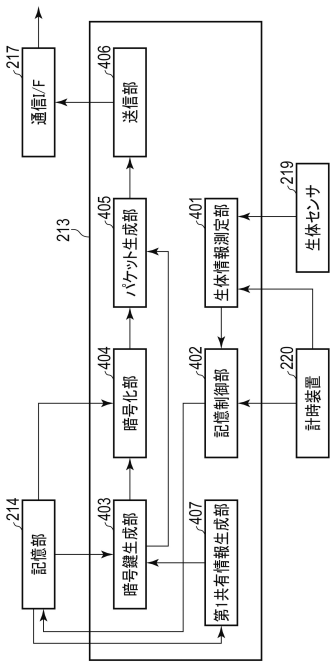 214
記憶部
217
通信I/F
213
403
暗号鍵生成部
404
暗号化部
405
パケット生成部
406
送信部
407
第1共有情報生成部
402
記憶制御部
401
生体情報測定部
220
計時装置
219
生体センサ